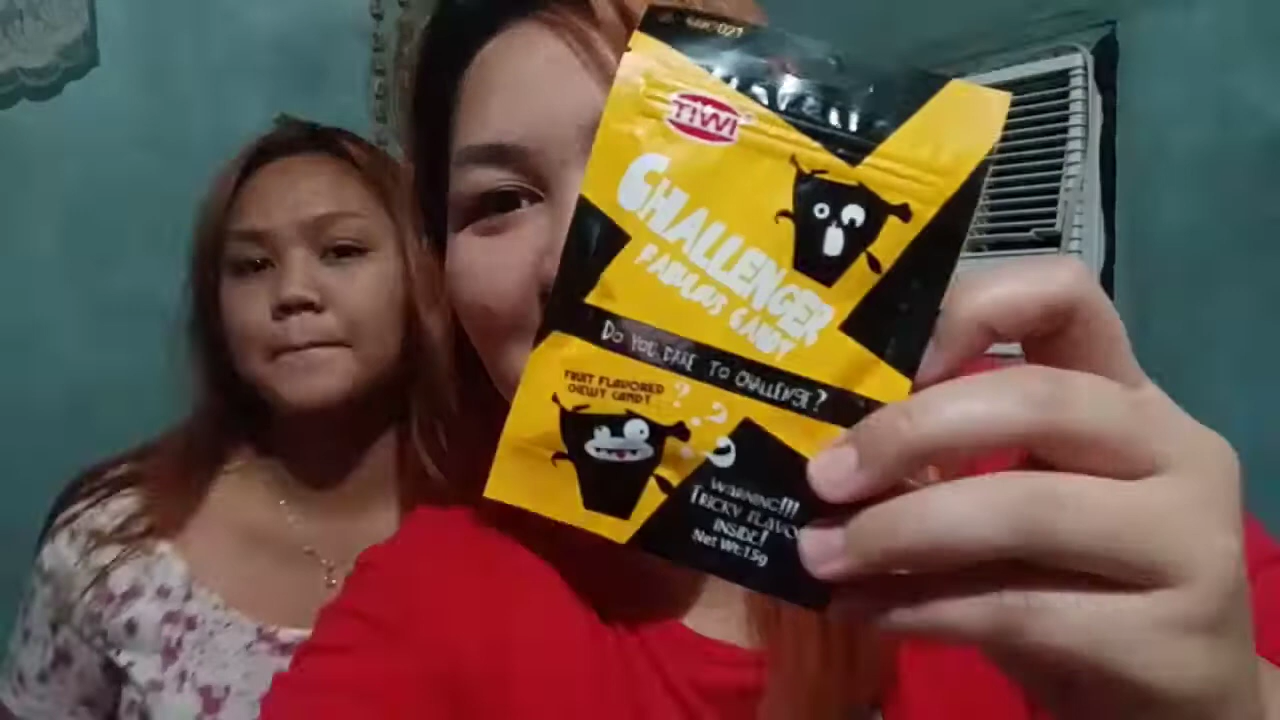 TIWI
CHALLENGER
FABULOUS CANDY
DO YOU DARE TO CHALLENGE?
FRUIT FLAVORED
CHEWY CANDY
? ? ?
WARNING!!!
TRICKY FLAVO
INSIDE!
Net Wt:15g